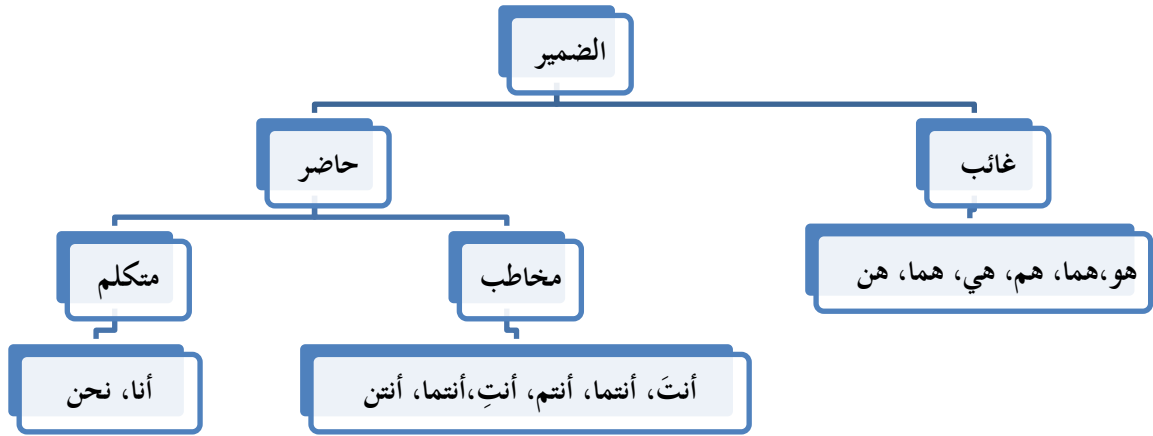 الضمير
غائب
حاضر
هو،هما، هم، هي، هما، هن
مخاطب
متكلم
أنتَ، أنتما، أنتم، أنتِ،أنتما، أنتن
أنا، نحن